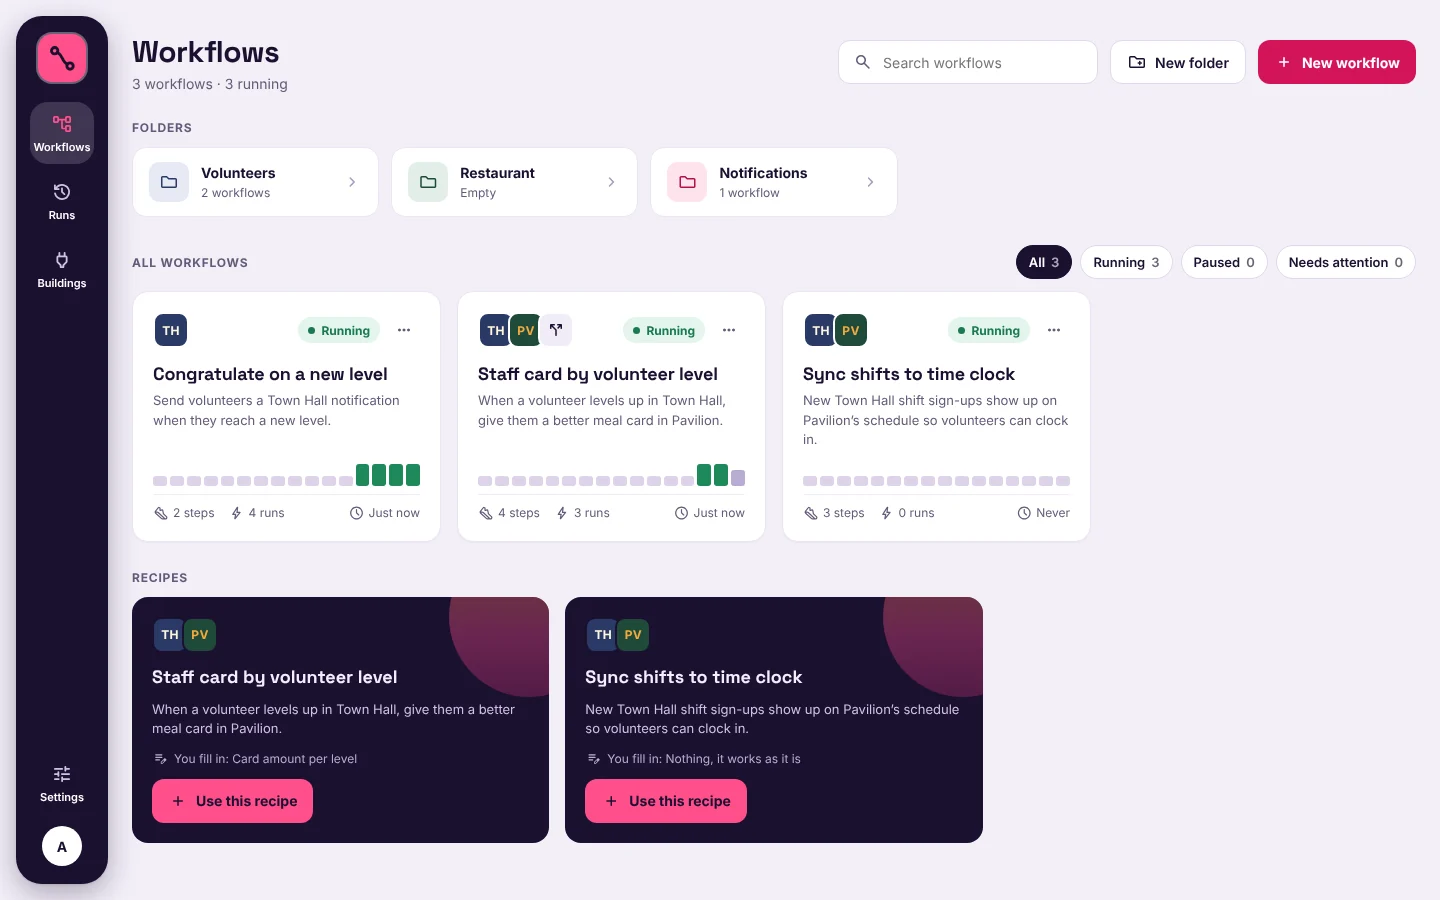 Workflows
3 workflows · 3 running
Search workflows
New folder
New workflow
Workflows
Runs
Buildings
Settings
A
FOLDERS
Volunteers
2 workflows
Restaurant
Empty
Notifications
1 workflow
ALL WORKFLOWS
All 3
Running 3
Paused 0
Needs attention 0
TH
Running
Congratulate on a new level
Send volunteers a Town Hall notification
when they reach a new level.
2 steps
4 runs
Just now
TH PV
Running
Staff card by volunteer level
When a volunteer levels up in Town Hall,
give them a better meal card in Pavilion.
4 steps
3 runs
Just now
TH PV
Running
Sync shifts to time clock
New Town Hall shift sign-ups show up on
Pavilion’s schedule so volunteers can clock
in.
3 steps
0 runs
Never
RECIPES
TH PV
Staff card by volunteer level
When a volunteer levels up in Town Hall, give them a better
meal card in Pavilion.
You fill in: Card amount per level
Use this recipe
TH PV
Sync shifts to time clock
New Town Hall shift sign-ups show up on Pavilion’s schedule
so volunteers can clock in.
You fill in: Nothing, it works as it is
Use this recipe